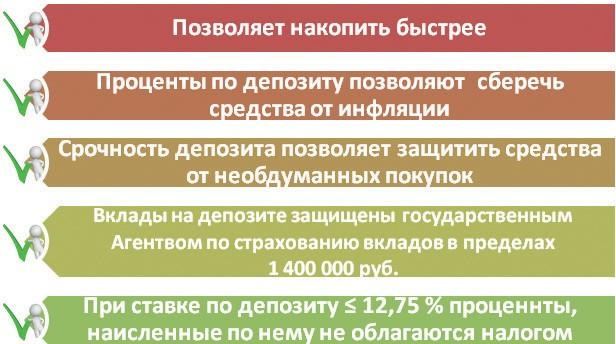 Позволяет накопить быстрее
Проценты по депозиту позволяют сберечь
средства от инфляции
Срочность депозита позволяет защитить средства
от необдуманных покупок
Вклады на депозите защищены государственным
Агентвом по страхованию вкладов в пределах
1 400 000 руб.
При ставке по депозиту ≤ 12,75 % проценнты,
наисленные по нему не облагаются налогом